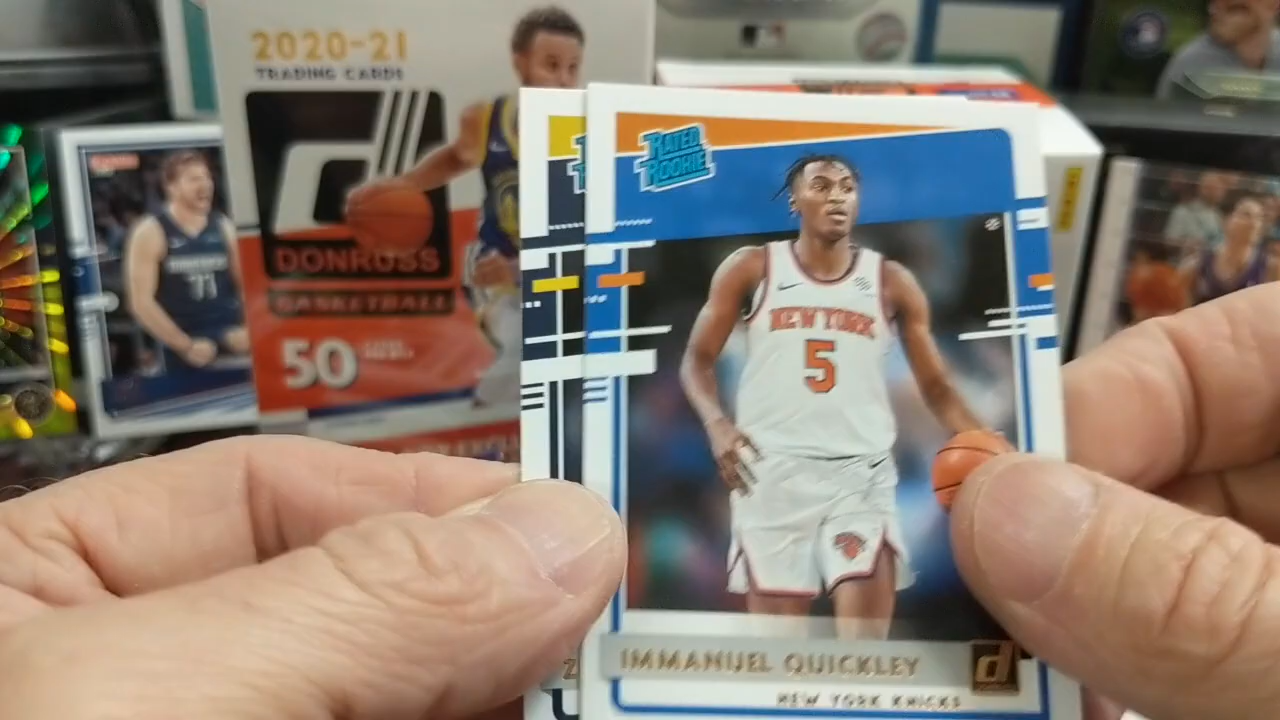 2020-21
TRADING CARDS
DONRUSS
BASKETBALL
50
RATED
ROOKIE
NEW YORK
5
IMMANUEL QUICKLEY
NEW YORK KNICKS
d